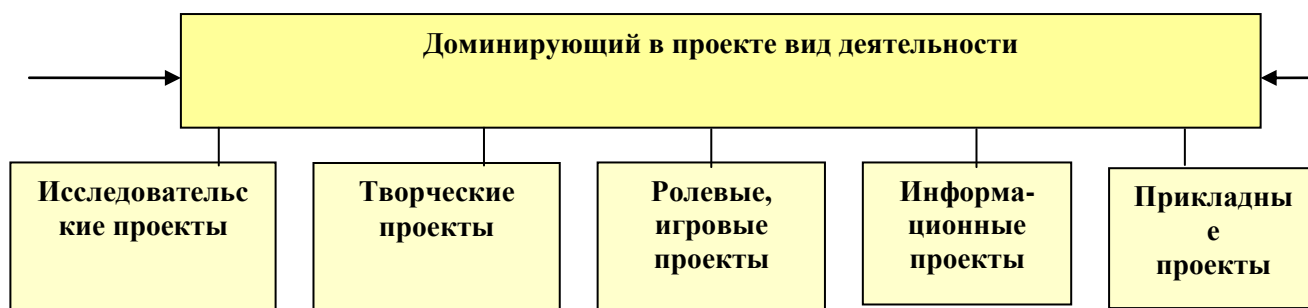 Доминирующий в проекте вид деятельности
Исследовательс
кие проекты
Творческие
проекты
Ролевые,
игровые
проекты
Информа-
ционные
проекты
Прикладны
е
проекты